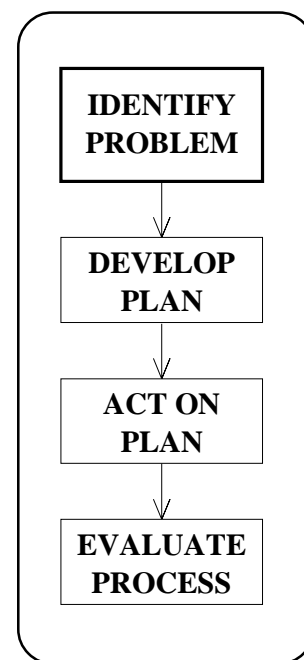 IDENTIFY
PROBLEM
DEVELOP
PLAN
ACT ON
PLAN
EVALUATE
PROCESS